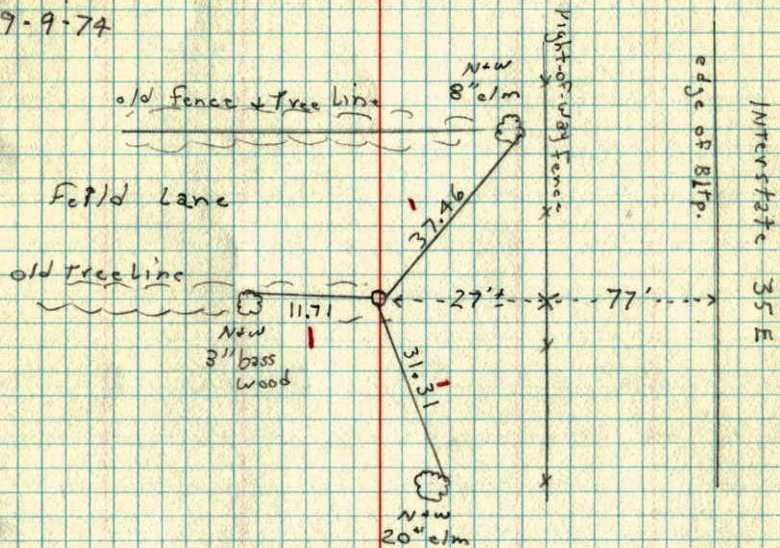 9-9-74
N+W
8" elm
old fence + Tree Line
right-of-way fence
edge of Bltp.
Interstate 35E
Feild Lane
37.46
old TreeLine
27'±
77'
11.71
N+W
3" bass
wood
31.31
N+W
20" elm